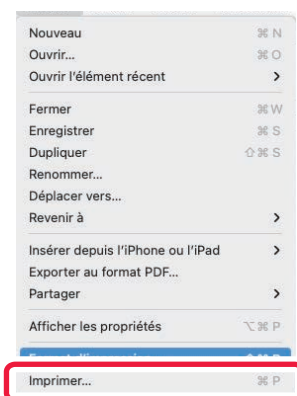 Nouveau ⌘ N
Ouvrir... ⌘ O
Ouvrir l'élément récent >
Fermer ⌘ W
Enregistrer ⌘ S
Dupliquer ⇧ ⌘ S
Renommer...
Déplacer vers...
Revenir à >
Insérer depuis l'iPhone ou l'iPad >
Exporter au format PDF...
Partager >
Afficher les propriétés ⌥ ⌘ P
Imprimer... ⌘ P